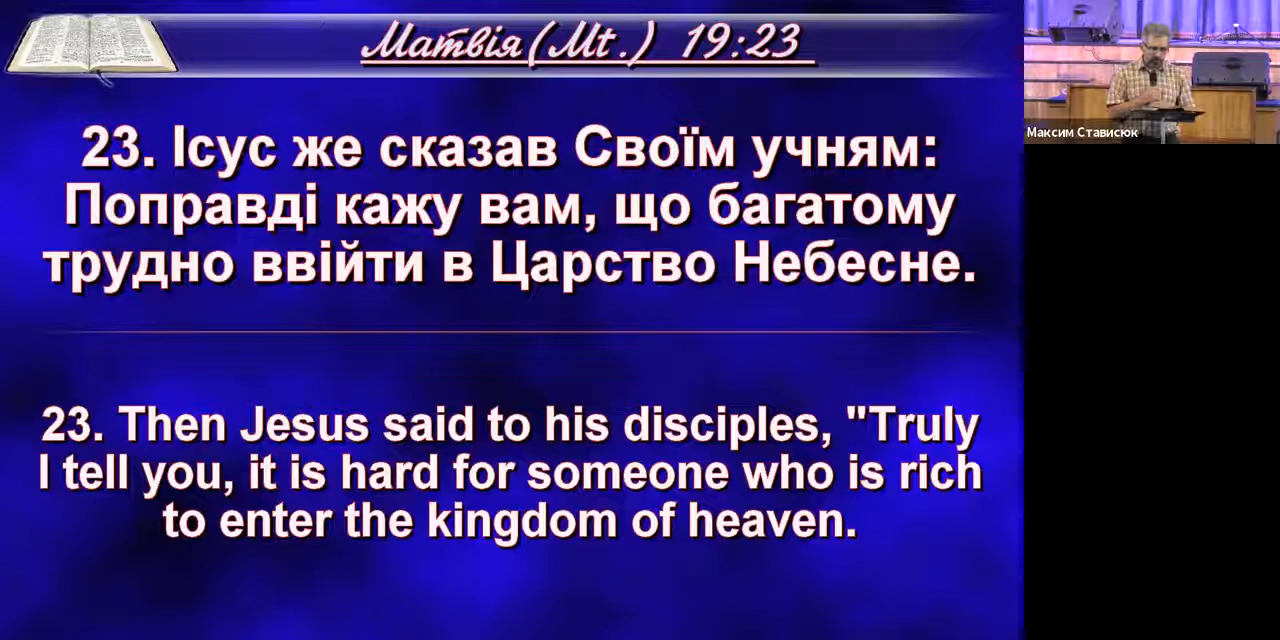 Матвія(Mt.) 19:23
23. Ісус же сказав Своїм учням:
Поправді кажу вам, що багатому
трудно ввійти в Царство Небесне.
23. Then Jesus said to his disciples, "Truly
I tell you, it is hard for someone who is rich
to enter the kingdom of heaven.
Максим Стависюк